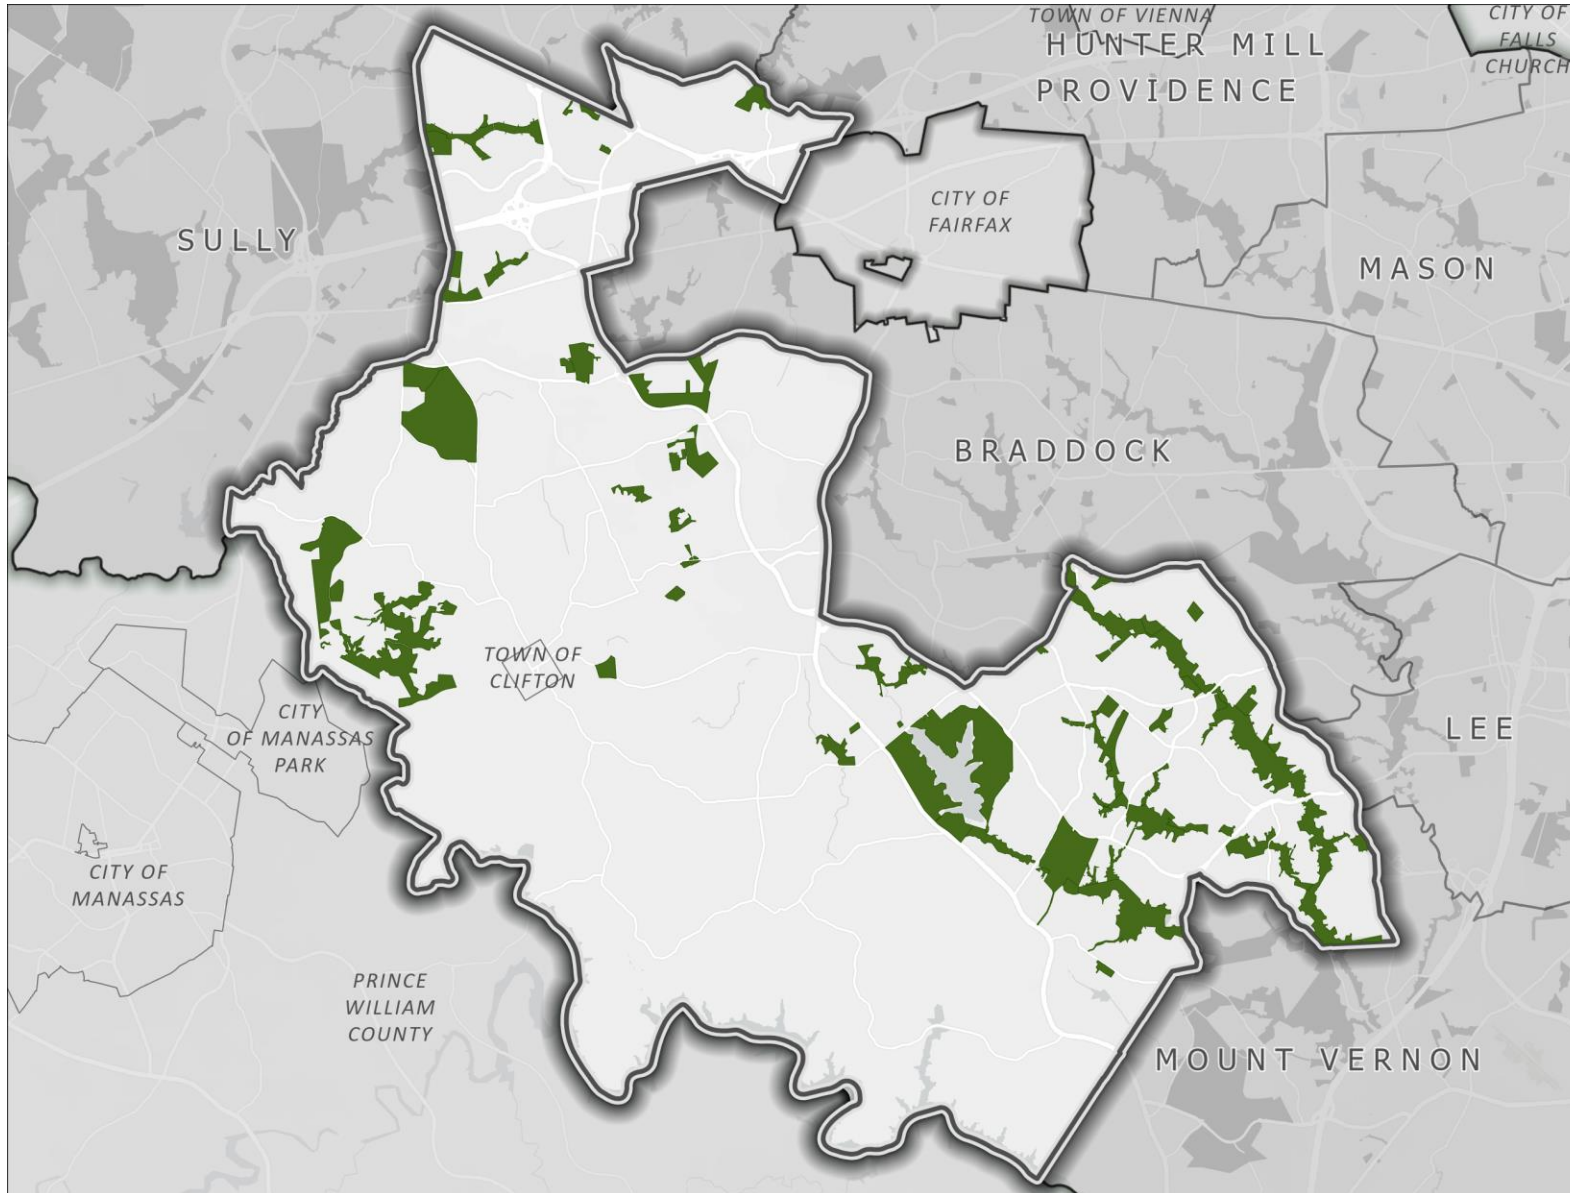 TOWN OF VIENNA
HUNTER MILL
PROVIDENCE
CITY OF
FALLS
CHURCH
CITY OF
FAIRFAX
SULLY
MASON
BRADDOCK
TOWN OF
CLIFTON
CITY
OF MANASSAS
PARK
LEE
CITY OF
MANASSAS
PRINCE
WILLIAM
COUNTY
MOUNT VERNON